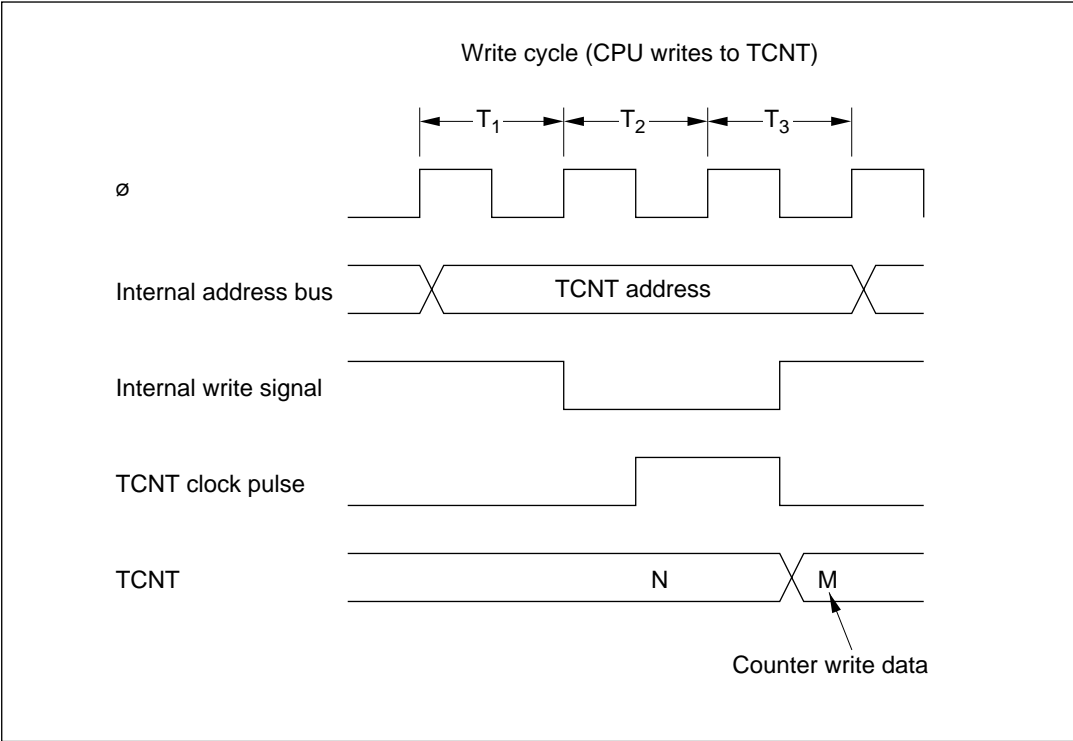 Write cycle (CPU writes to TCNT)
T₁ T₂ T₃
ø
Internal address bus TCNT address
Internal write signal
TCNT clock pulse
TCNT N M
Counter write data